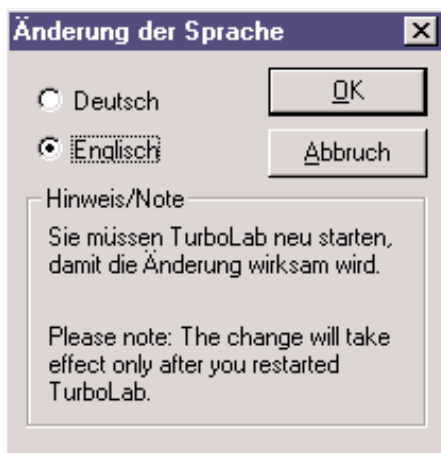 Änderung der Sprache
Deutsch
OK
Englisch
Abbruch
Hinweis/Note
Sie müssen TurboLab neu starten,
damit die Änderung wirksam wird.
Please note: The change will take
effect only after you restarted
TurboLab.